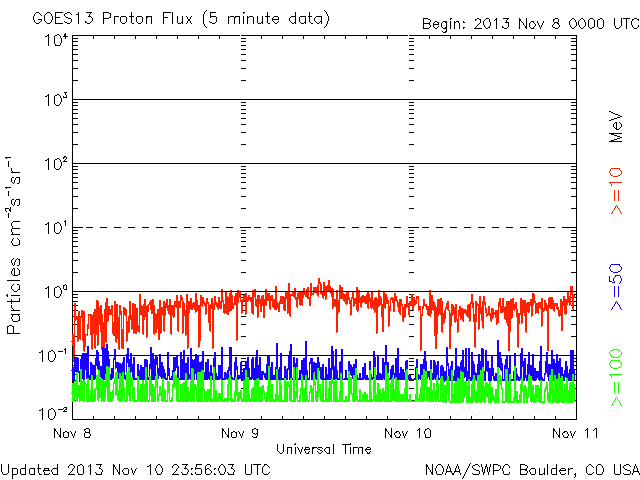 GOES13 Proton Flux (5 minute data)
Begin: 2013 Nov 8 0000 UTC
Particles cm⁻²s⁻¹sr⁻¹
10⁴
10³
10²
10¹
10⁰
10⁻¹
10⁻²
Nov 8
Nov 9
Nov 10
Nov 11
Universal Time
MeV
>=10
>=50
>=100
Updated 2013 Nov 10 23:56:03 UTC
NOAA/SWPC Boulder, CO USA